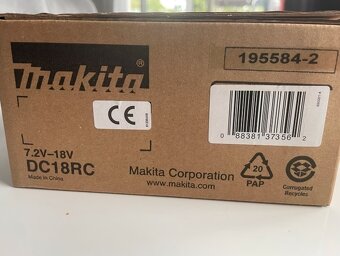 makita®
195584-2
CE
0 88381 37356 2
7.2V–18V
DC18RC
Made in China.
Makita Corporation
www.makita.com
20
PAP
Corrugated
Recycles